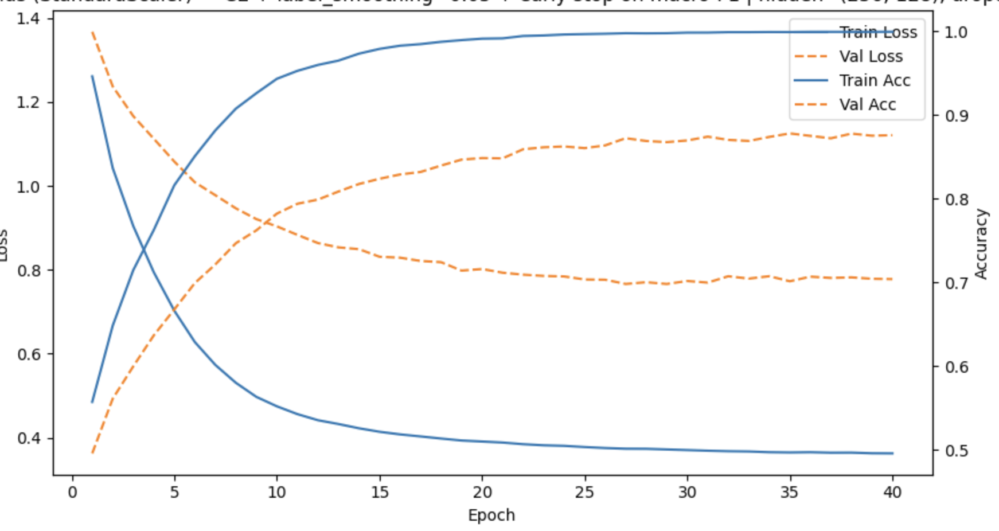 (StandardScaler)
1.4
1.2
1.0
0.8
0.6
0.4
Loss
Train Loss
Val Loss
Train Acc
Val Acc
1.0
0.9
0.8
0.7
0.6
0.5
Accuracy
0 5 10 15 20 25 30 35 40
Epoch